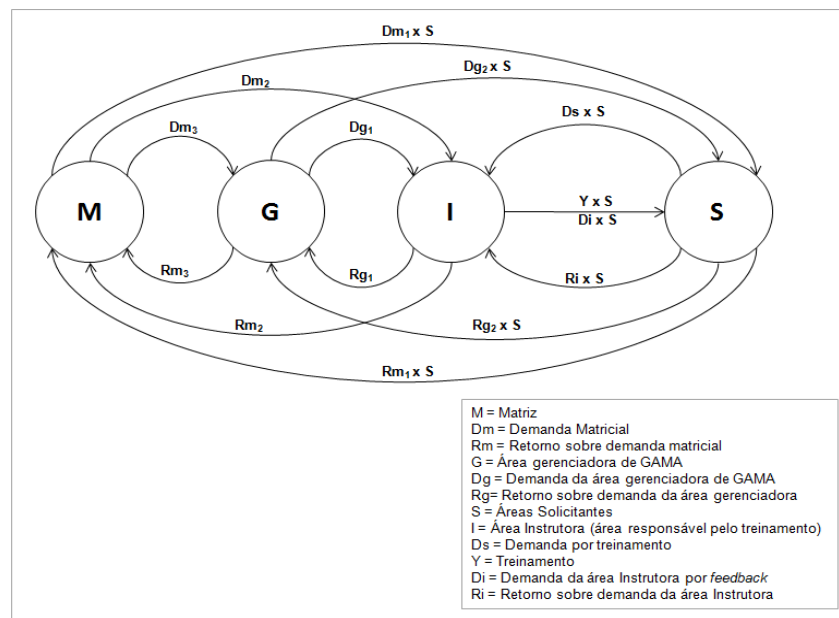 Dm₁ x S
Dm₂
Dg₂ x S
Dm₃
Dg₁
Ds x S
M
G
I
Y x S
Di x S
S
Rm₃
Rg₁
Ri x S
Rm₂
Rg₂ x S
Rm₁ x S
M = Matriz
Dm = Demanda Matricial
Rm = Retorno sobre demanda matricial
G = Área gerenciadora de GAMA
Dg = Demanda da área gerenciadora de GAMA
Rg= Retorno sobre demanda da área gerenciadora
S = Áreas Solicitantes
I = Área Instrutora (área responsável pelo treinamento)
Ds = Demanda por treinamento
Y = Treinamento
Di = Demanda da área Instrutora por feedback
Ri = Retorno sobre demanda da área Instrutora